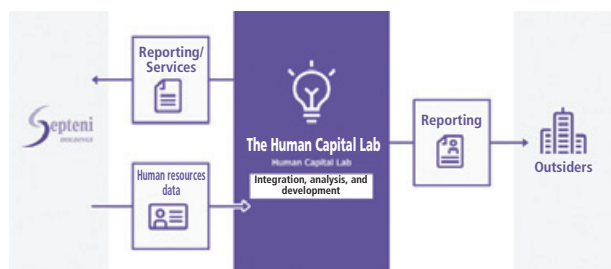 Reporting/
Services
Septeni
HOLDINGS
Human resources
data
The Human Capital Lab
Human Capital Lab
Integration, analysis, and
development
Reporting
Outsiders